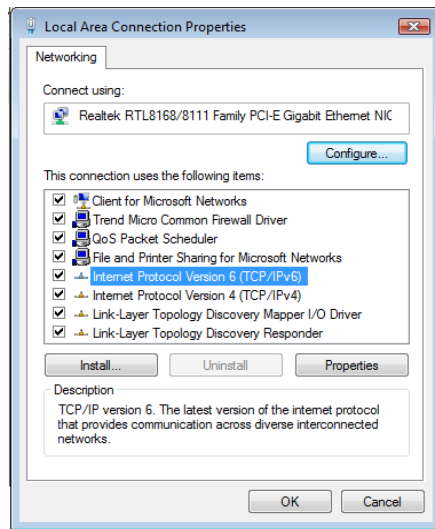 Local Area Connection Properties
Networking
Connect using:
Realtek RTL8168/8111 Family PCI-E Gigabit Ethernet NIC
Configure...
This connection uses the following items:
Client for Microsoft Networks
Trend Micro Common Firewall Driver
QoS Packet Scheduler
File and Printer Sharing for Microsoft Networks
Internet Protocol Version 6 (TCP/IPv6)
Internet Protocol Version 4 (TCP/IPv4)
Link-Layer Topology Discovery Mapper I/O Driver
Link-Layer Topology Discovery Responder
Install... Uninstall Properties
Description
TCP/IP version 6. The latest version of the internet protocol
that provides communication across diverse interconnected
networks.
OK Cancel